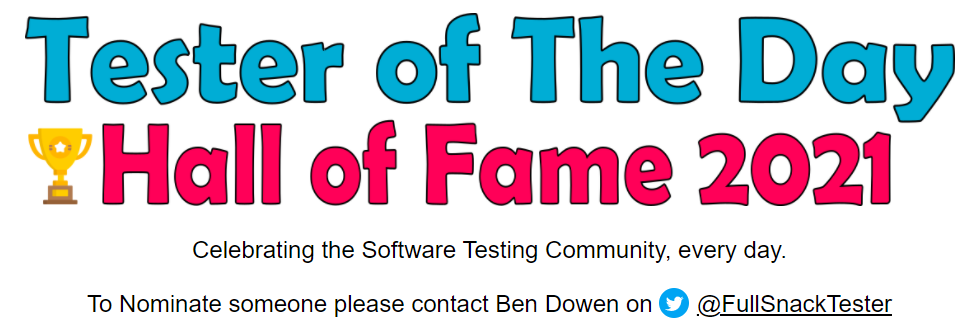 Tester of The Day
Hall of Fame 2021
Celebrating the Software Testing Community, every day.
To Nominate someone please contact Ben Dowen on @FullSnackTester